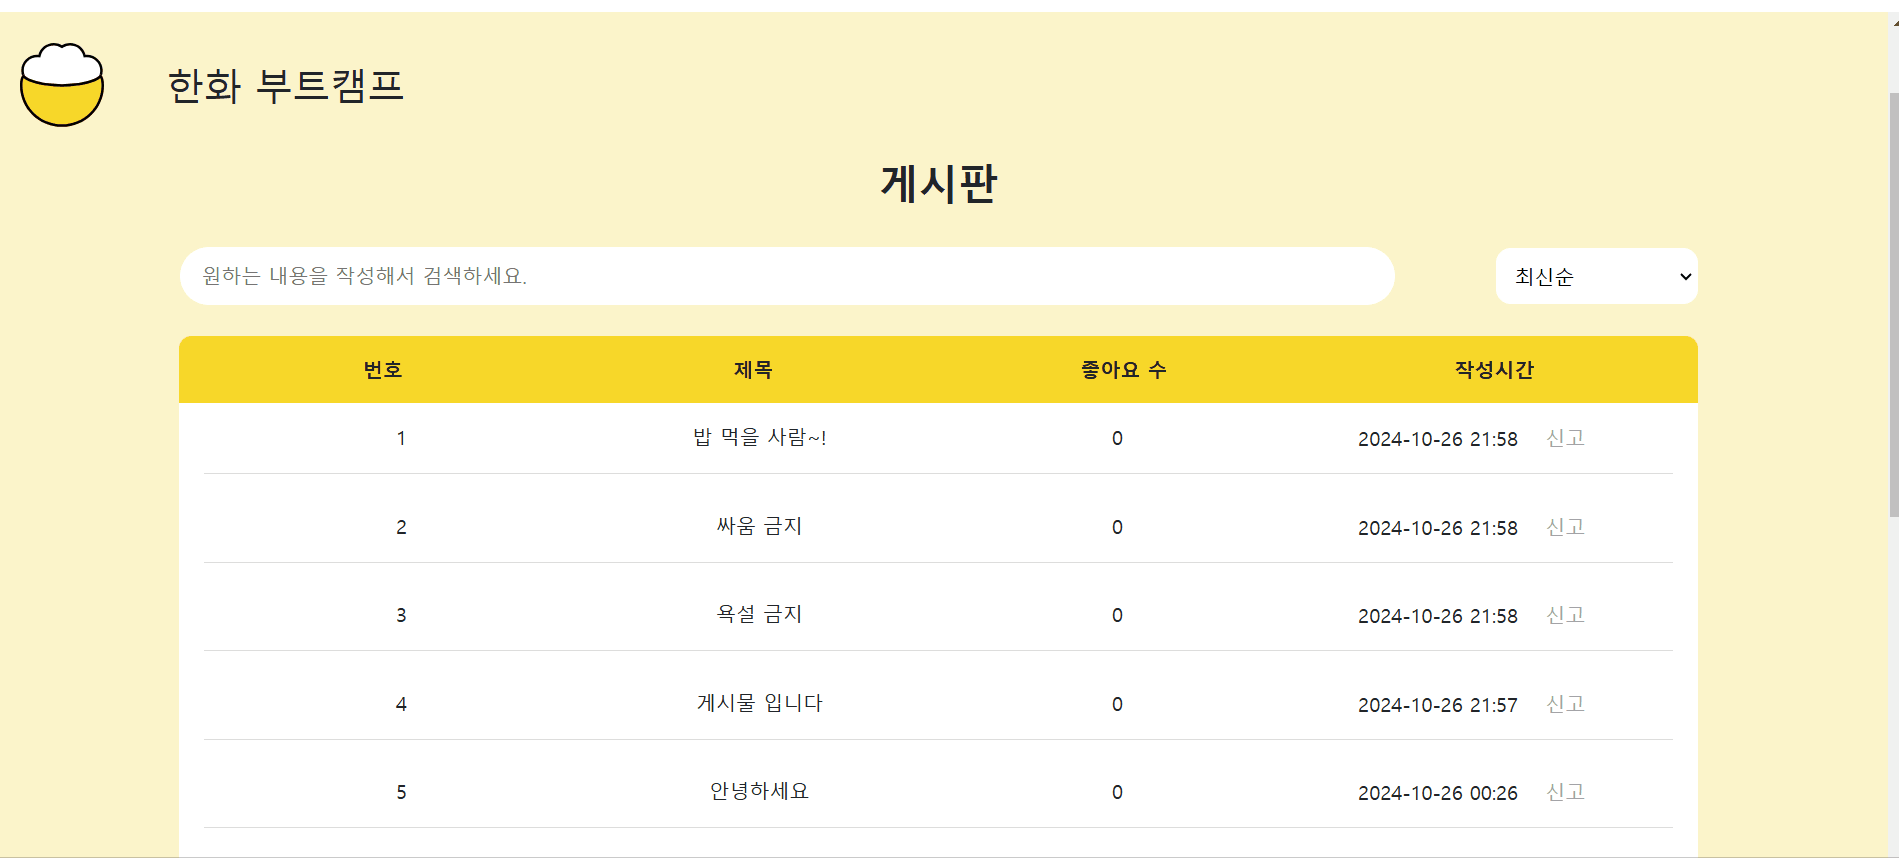 한화 부트캠프
게시판
원하는 내용을 작성해서 검색하세요.
최신순
번호 제목 좋아요 수 작성시간
1 밥 먹을 사람~! 0 2024-10-26 21:58 신고
2 싸움 금지 0 2024-10-26 21:58 신고
3 욕설 금지 0 2024-10-26 21:58 신고
4 게시물 입니다 0 2024-10-26 21:57 신고
5 안녕하세요 0 2024-10-26 00:26 신고